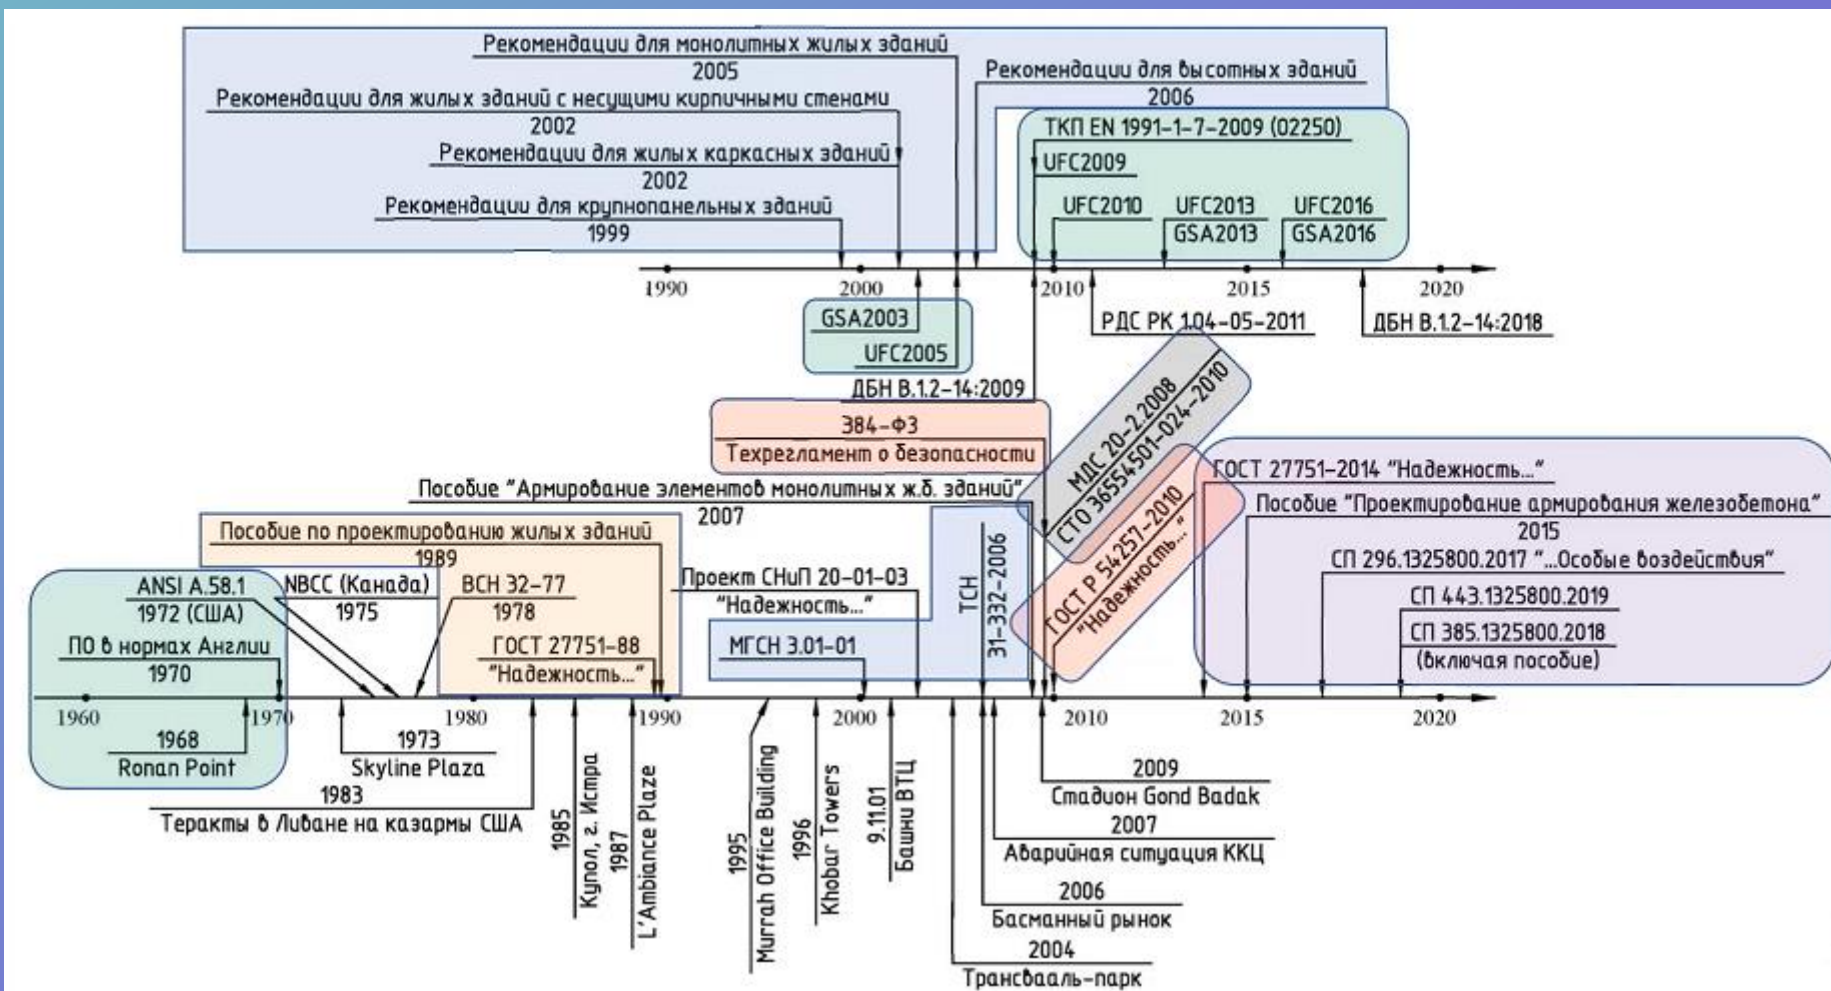 Рекомендации для монолитных жилых зданий
2005
Рекомендации для высотных зданий
2006
Рекомендации для жилых зданий с несущими кирпичными стенами
2002
Рекомендации для жилых каркасных зданий
2002
Рекомендации для крупнопанельных зданий
1999
ТКП EN 1991-1-7-2009 (02250)
UFC2009
UFC2010
UFC2013
GSA2013
UFC2016
GSA2016
1990
2000
2010
2015
2020
GSA2003
UFC2005
ДБН В.1.2-14:2009
РДС РК 1.04-05-2011
ДБН В.1.2-14:2018
384-ФЗ
Техрегламент о безопасности
МДС 20-2.2008
СТО 36554501-024-2010
ГОСТ Р 54257-2010
"Надежность..."
ГОСТ 27751-2014 "Надежность..."
Пособие "Проектирование армирования железобетона"
2015
СП 296.1325800.2017 "...Особые воздействия"
СП 443.1325800.2019
СП 385.1325800.2018
(включая пособие)
Пособие "Армирование элементов монолитных ж.б. зданий"
2007
Пособие по проектированию жилых зданий
1989
ANSI A.58.1
1972 (США)
NBCC (Канада)
1975
ВСН 32-77
1978
Проект СНиП 20-01-03
"Надежность..."
ТСН
31-332-2006
ПО в нормах Англии
1970
ГОСТ 27751-88
"Надежность..."
МГСН 3.01-01
1960
1970
1980
1990
2000
2010
2015
2020
1968
Ronan Point
1973
Skyline Plaza
1983
Теракты в Ливане на казармы США
1985
Купол, г. Истра
1987
L'Ambiance Plaze
1995
Murrah Office Building
1996
Khobar Towers
9.11.01
Башни ВТЦ
2009
Стадион Gond Badak
2007
Аварийная ситуация ККЦ
2006
Басманный рынок
2004
Трансвааль-парк